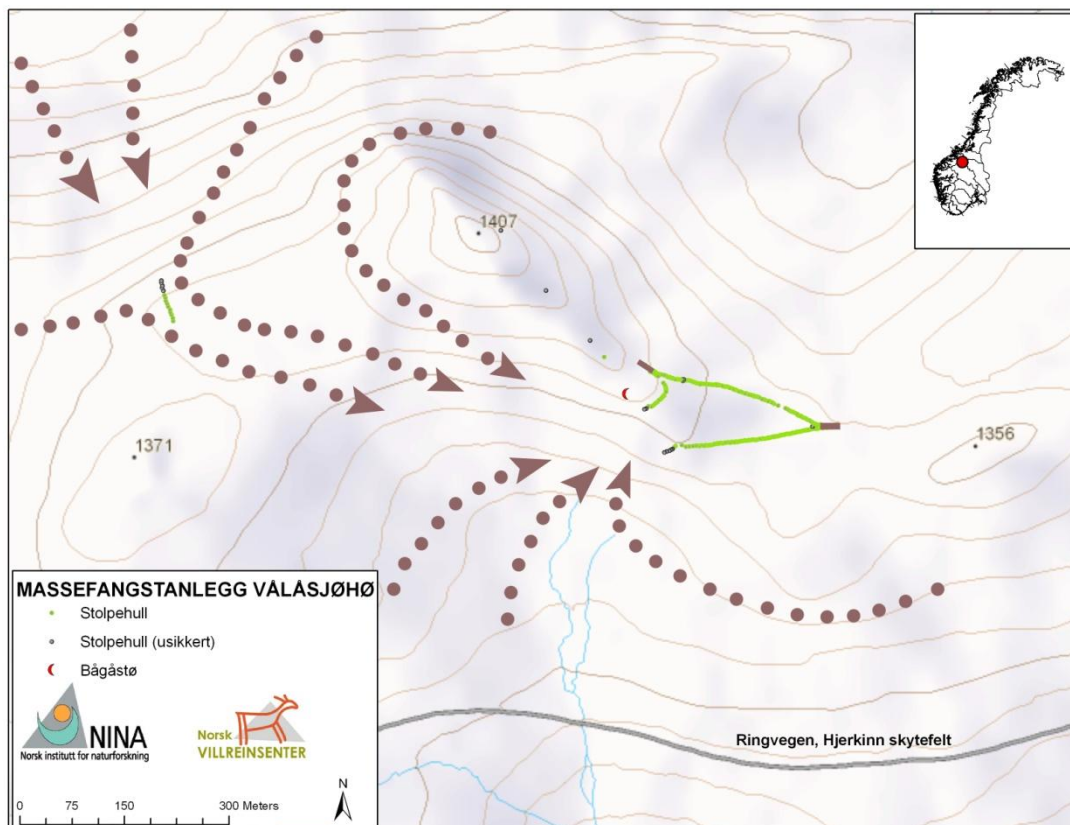 1407
1371
1356
MASSEFANGSTANLEGG VÅLÅSJØHØ
Stolpehull
Stolpehull (usikkert)
Bågåstø
NINA
Norsk institutt for naturforskning
Norsk
VILLREINSENTER
N
0 75 150 300 Meters
Ringvegen, Hjerkinn skytefelt